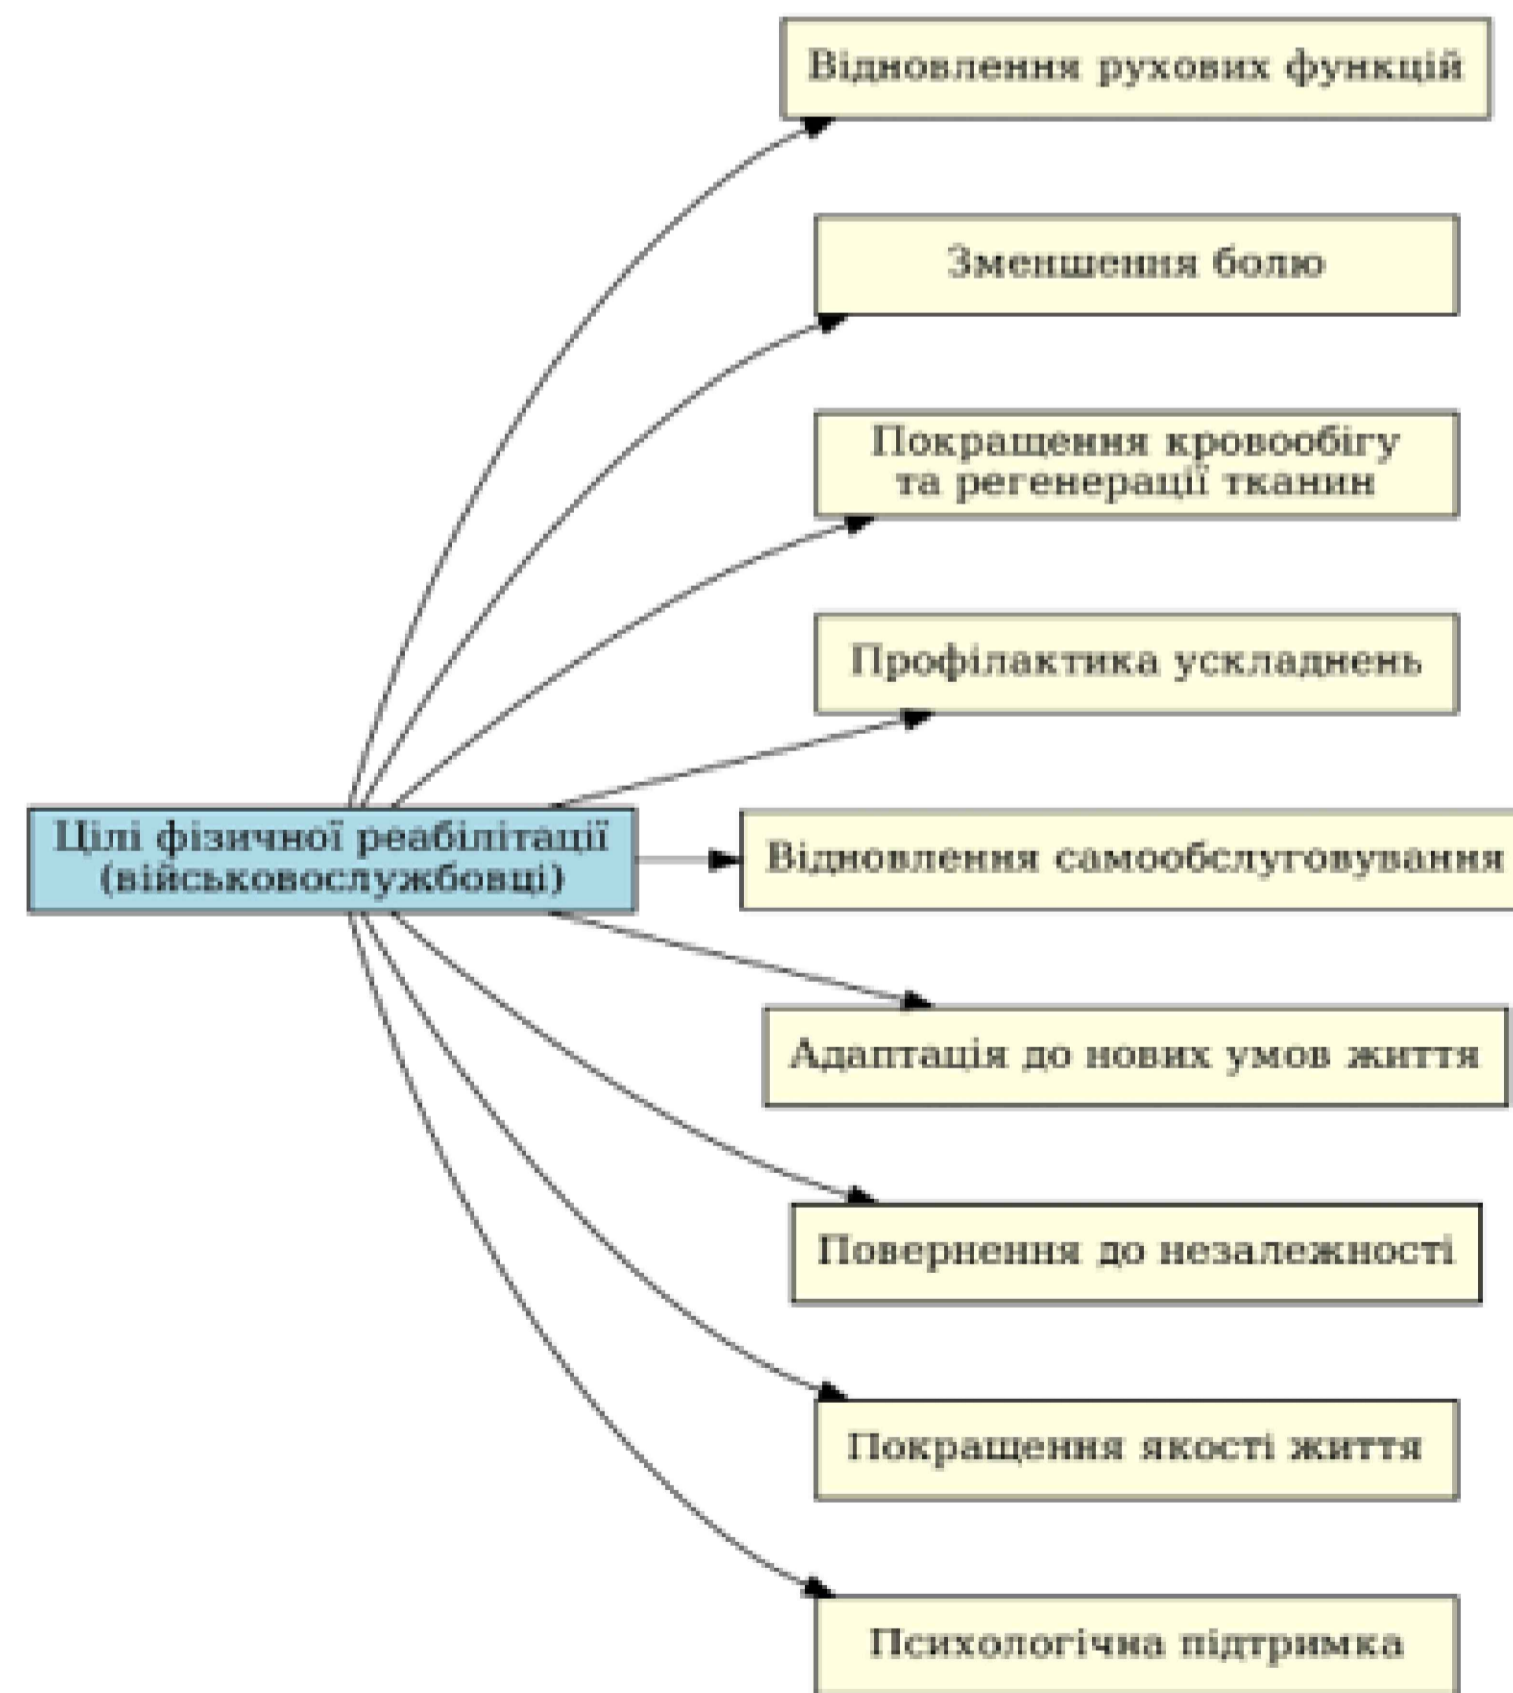 Відновлення рухових функцій
Зменшення болю
Покращення кровообігу
та регенерації тканин
Профілактика ускладнень
Цілі фізичної реабілітації
(військовослужбовці)
Відновлення самообслуговування
Адаптація до нових умов життя
Повернення до незалежності
Покращення якості життя
Психологічна підтримка